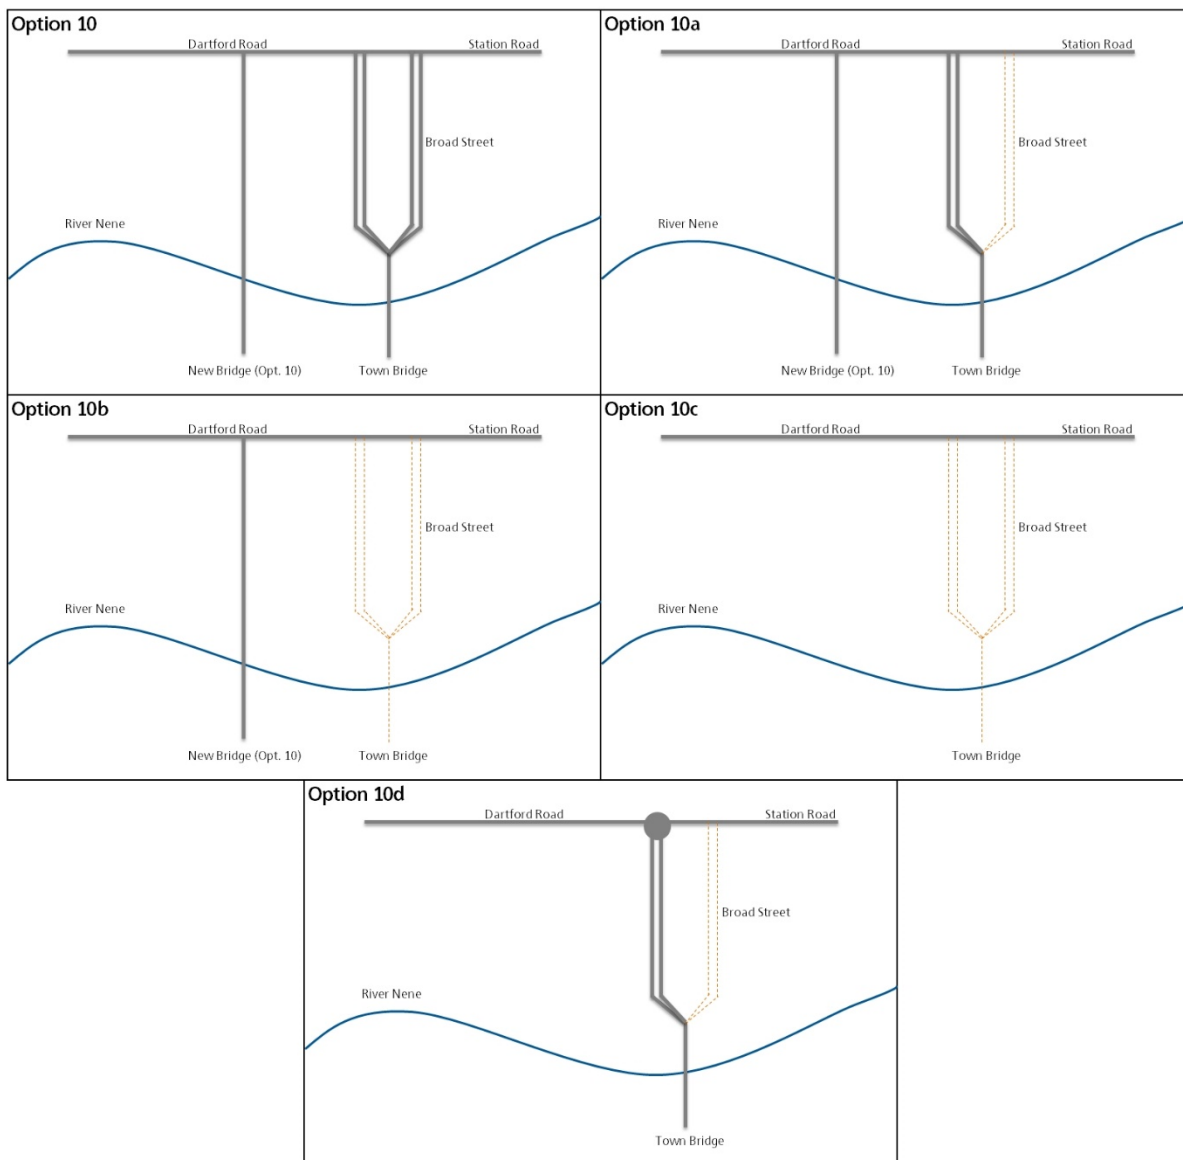 Option 10
Dartford Road
Station Road
Broad Street
River Nene
New Bridge (Opt. 10)
Town Bridge
Option 10a
Dartford Road
Station Road
Broad Street
River Nene
New Bridge (Opt. 10)
Town Bridge
Option 10b
Dartford Road
Station Road
Broad Street
River Nene
New Bridge (Opt. 10)
Town Bridge
Option 10c
Dartford Road
Station Road
Broad Street
River Nene
Town Bridge
Option 10d
Dartford Road
Station Road
Broad Street
River Nene
Town Bridge